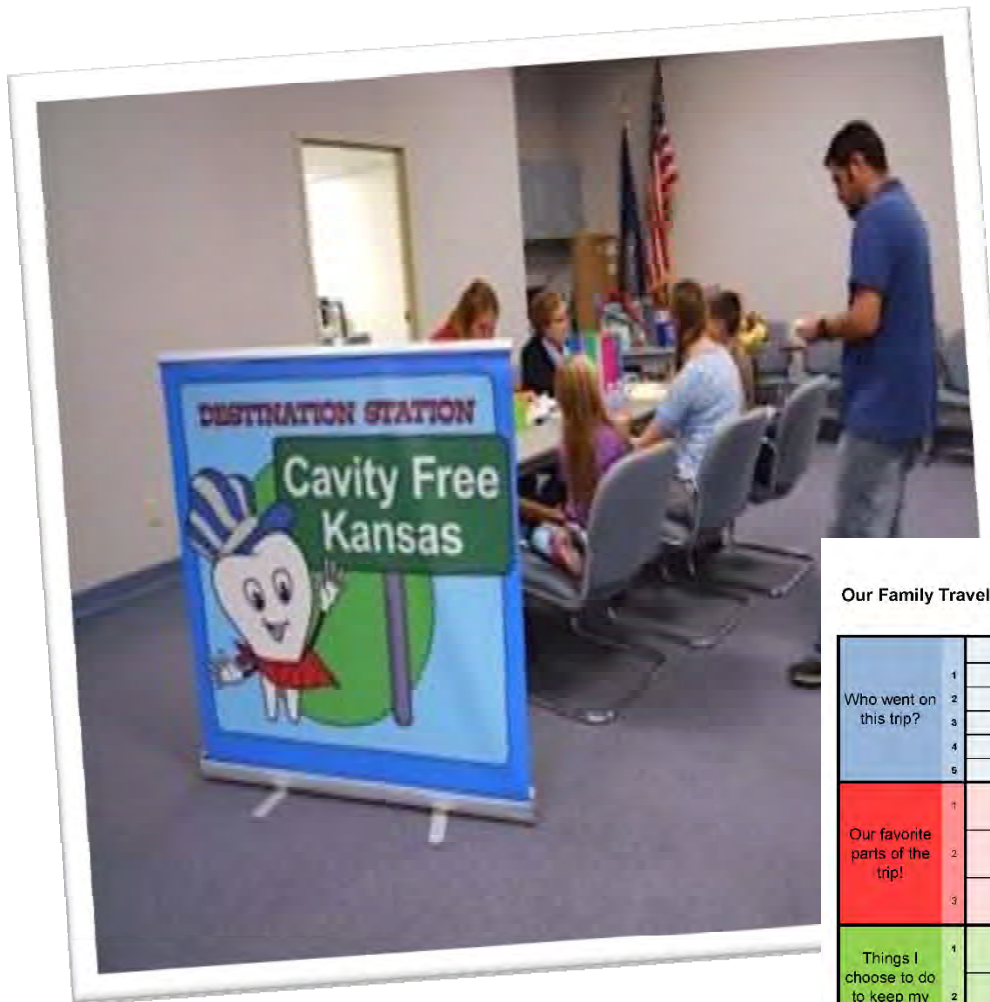 DESTINATION STATION
Cavity Free
Kansas
Our Family Travel
Who went on
this trip?
1
2
3
4
5
Our favorite
parts of the
trip!
1
2
3
Things I
choose to do
to keep my
1
2